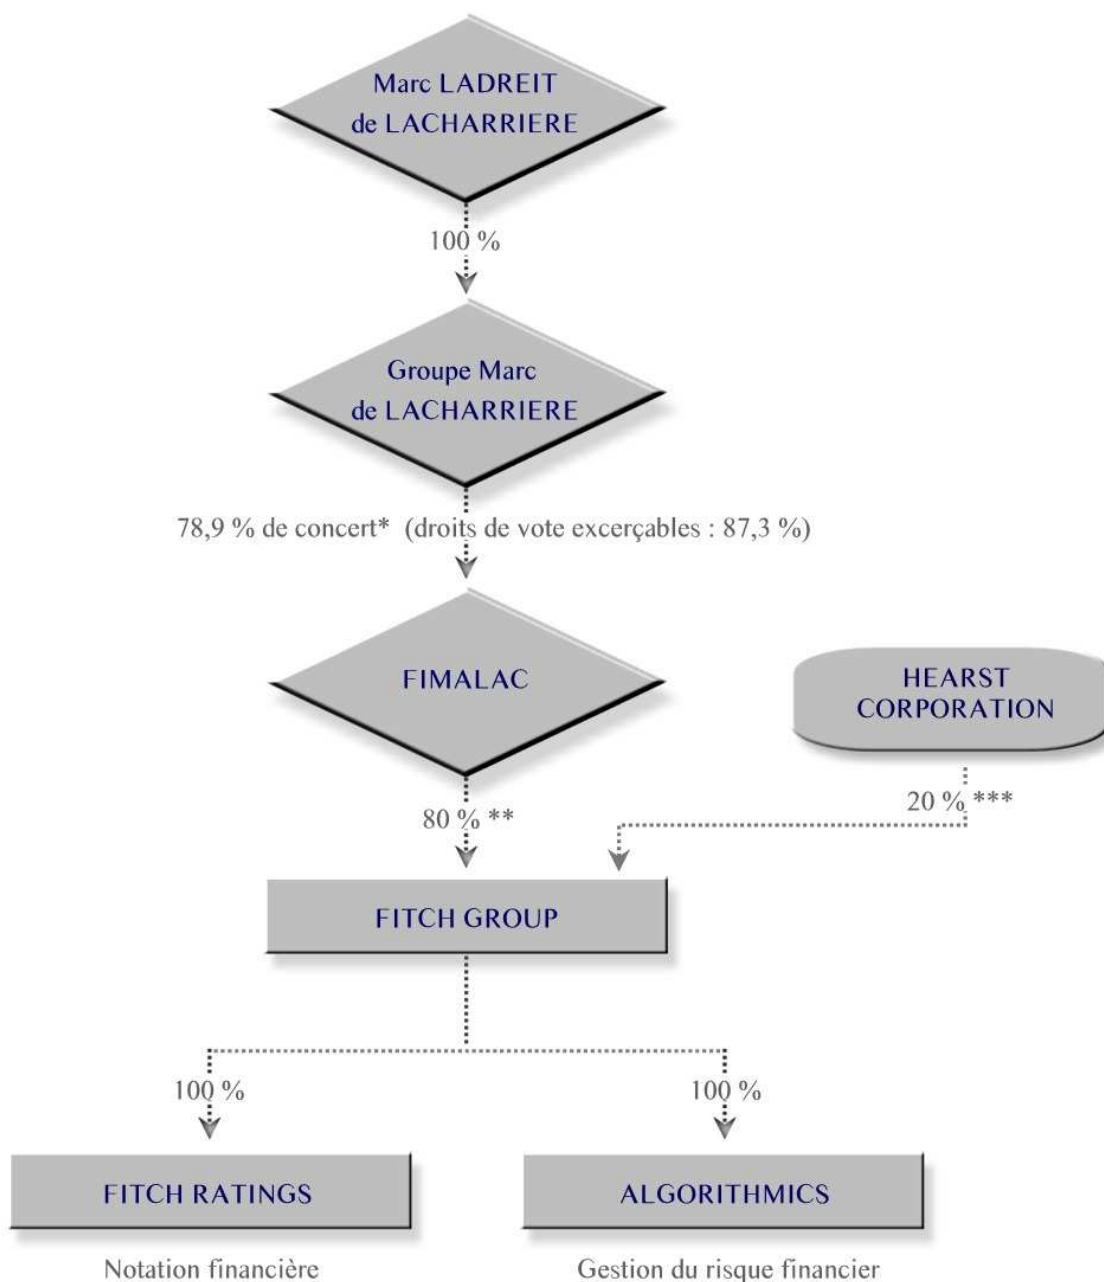 Marc LADREIT
de LACHARRIERE
100 %
Groupe Marc
de LACHARRIERE
78,9 % de concert* (droits de vote excerçables : 87,3 %)
FIMALAC
HEARST
CORPORATION
80 % **
20 % ***
FITCH GROUP
100 %
100 %
FITCH RATINGS
ALGORITHMICS
Notation financière
Gestion du risque financier